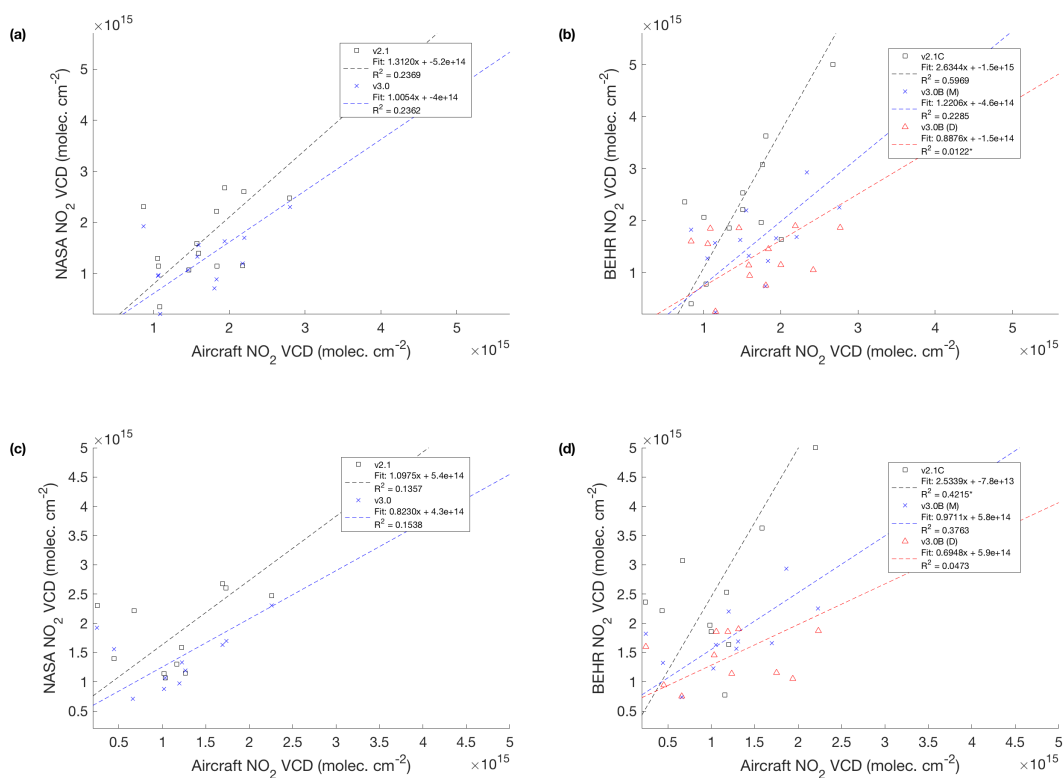 (a)
×10^15
5
4
3
2
1
NASA NO2 VCD (molec. cm^-2)
v2.1
Fit: 1.3120x + -5.2e+14
R^2 = 0.2369
v3.0
Fit: 1.0054x + -4e+14
R^2 = 0.2362
1 2 3 4 5
Aircraft NO2 VCD (molec. cm^-2)
×10^15
(b)
×10^15
5
4
3
2
1
BEHR NO2 VCD (molec. cm^-2)
v2.1C
Fit: 2.6344x + -1.5e+15
R^2 = 0.5969
v3.0B (M)
Fit: 1.2206x + -4.6e+14
R^2 = 0.2285
v3.0B (D)
Fit: 0.8876x + -1.5e+14
R^2 = 0.0122*
1 2 3 4 5
Aircraft NO2 VCD (molec. cm^-2)
×10^15
(c)
×10^15
5
4.5
4
3.5
3
2.5
2
1.5
1
0.5
NASA NO2 VCD (molec. cm^-2)
v2.1
Fit: 1.0975x + 5.4e+14
R^2 = 0.1357
v3.0
Fit: 0.8230x + 4.3e+14
R^2 = 0.1538
0.5 1 1.5 2 2.5 3 3.5 4 4.5 5
Aircraft NO2 VCD (molec. cm^-2)
×10^15
(d)
×10^15
5
4.5
4
3.5
3
2.5
2
1.5
1
0.5
BEHR NO2 VCD (molec. cm^-2)
v2.1C
Fit: 2.5339x + -7.8e+13
R^2 = 0.4215*
v3.0B (M)
Fit: 0.9711x + 5.8e+14
R^2 = 0.3763
v3.0B (D)
Fit: 0.6948x + 5.9e+14
R^2 = 0.0473
0.5 1 1.5 2 2.5 3 3.5 4 4.5 5
Aircraft NO2 VCD (molec. cm^-2)
×10^15